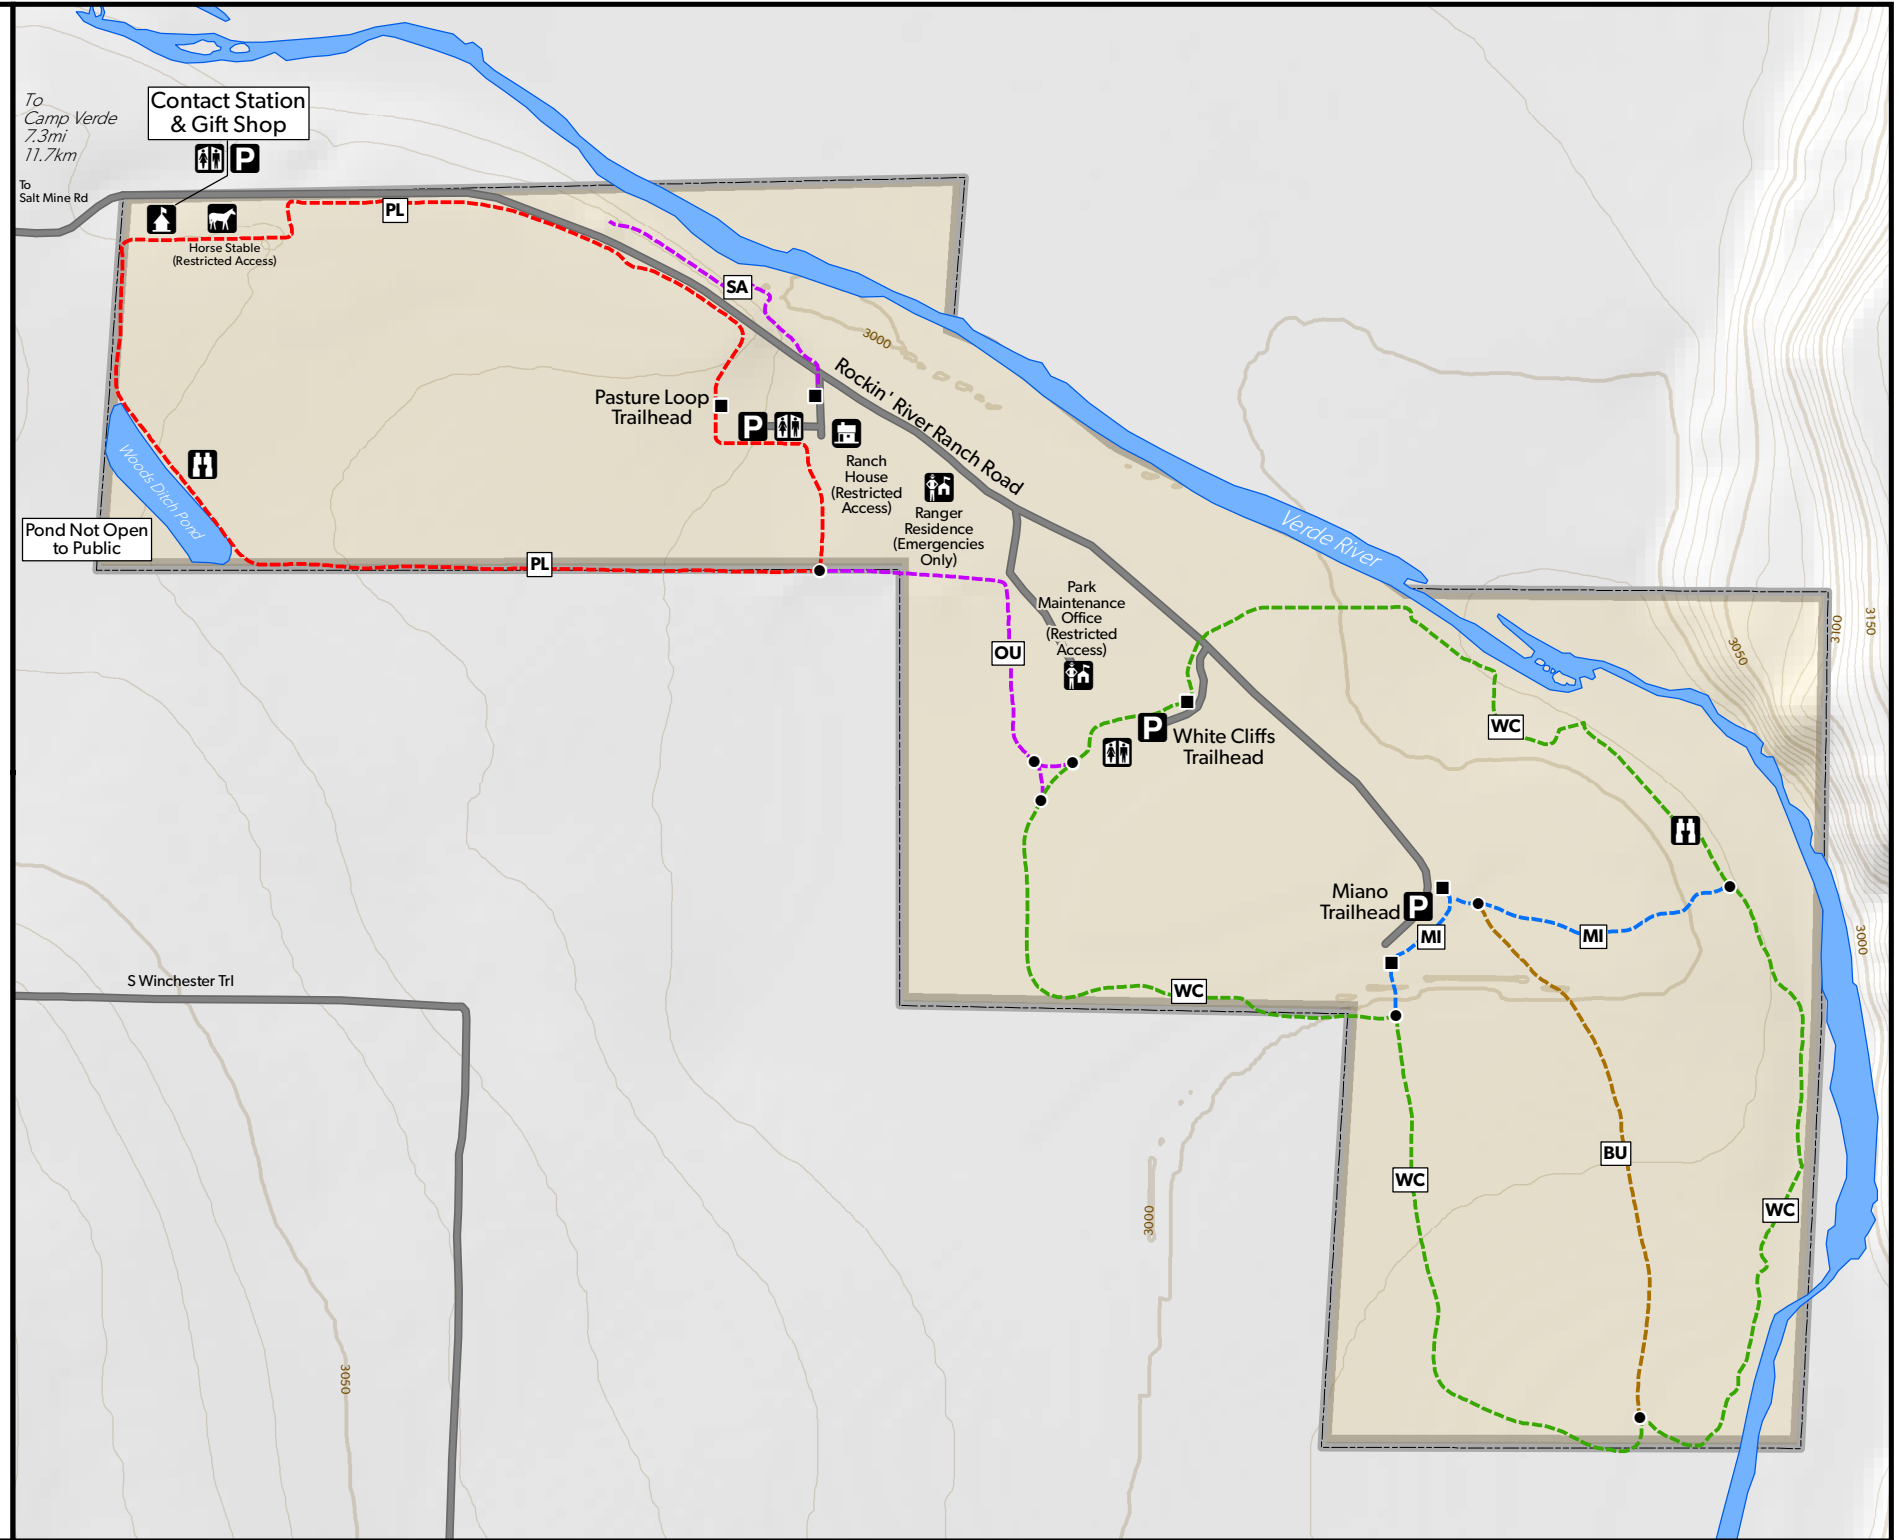 To
Camp Verde
7.3mi
11.7km
To
Salt Mine Rd
Contact Station
& Gift Shop
P
Horse Stable
(Restricted Access)
PL
SA
3000
Rockin' River Ranch Road
Pasture Loop
Trailhead
P
Ranch
House
(Restricted
Access)
Ranger
Residence
(Emergencies
Only)
Woods Ditch Pond
Pond Not Open
to Public
PL
Verde River
Park
Maintenance
Office
(Restricted
Access)
OU
3050
3100
3150
P
White Cliffs
Trailhead
WC
Miano
Trailhead
P
MI
MI
3000
S Winchester Trl
WC
BU
WC
WC
3000
3050